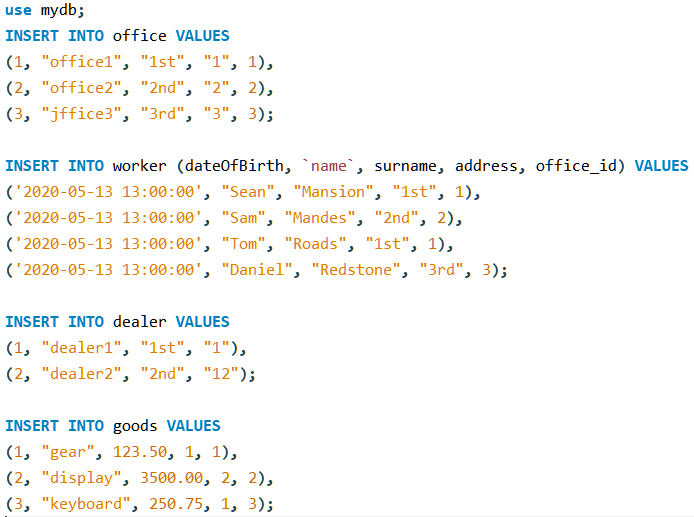 use mydb;
INSERT INTO office VALUES
(1, "office1", "1st", "1", 1),
(2, "office2", "2nd", "2", 2),
(3, "jffice3", "3rd", "3", 3);
INSERT INTO worker (dateOfBirth, `name`, surname, address, office_id) VALUES
('2020-05-13 13:00:00', "Sean", "Mansion", "1st", 1),
('2020-05-13 13:00:00', "Sam", "Mandes", "2nd", 2),
('2020-05-13 13:00:00', "Tom", "Roads", "1st", 1),
('2020-05-13 13:00:00', "Daniel", "Redstone", "3rd", 3);
INSERT INTO dealer VALUES
(1, "dealer1", "1st", "1"),
(2, "dealer2", "2nd", "12");
INSERT INTO goods VALUES
(1, "gear", 123.50, 1, 1),
(2, "display", 3500.00, 2, 2),
(3, "keyboard", 250.75, 1, 3);